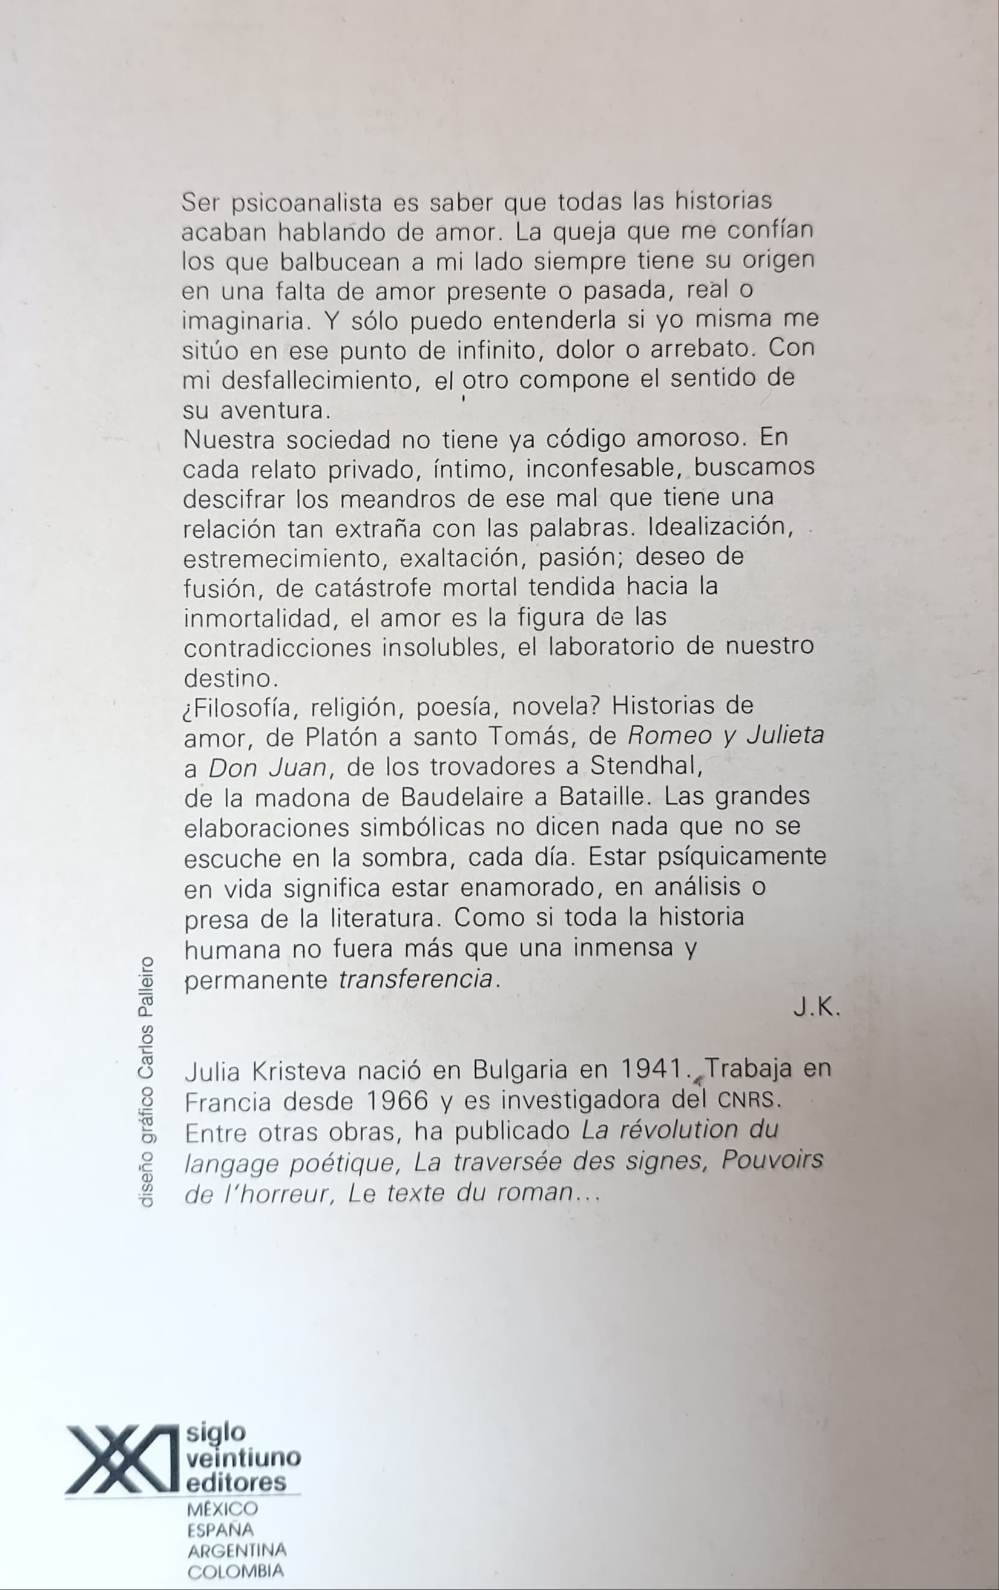 Ser psicoanalista es saber que todas las historias
acaban hablando de amor. La queja que me confían
los que balbucean a mi lado siempre tiene su origen
en una falta de amor presente o pasada, real o
imaginaria. Y sólo puedo entenderla si yo misma me
sitúo en ese punto de infinito, dolor o arrebato. Con
mi desfallecimiento, el otro compone el sentido de
su aventura.
Nuestra sociedad no tiene ya código amoroso. En
cada relato privado, íntimo, inconfesable, buscamos
descifrar los meandros de ese mal que tiene una
relación tan extraña con las palabras. Idealización,
estremecimiento, exaltación, pasión; deseo de
fusión, de catástrofe mortal tendida hacia la
inmortalidad, el amor es la figura de las
contradicciones insolubles, el laboratorio de nuestro
destino.
¿Filosofía, religión, poesía, novela? Historias de
amor, de Platón a santo Tomás, de Romeo y Julieta
a Don Juan, de los trovadores a Stendhal,
de la madona de Baudelaire a Bataille. Las grandes
elaboraciones simbólicas no dicen nada que no se
escuche en la sombra, cada día. Estar psíquicamente
en vida significa estar enamorado, en análisis o
presa de la literatura. Como si toda la historia
humana no fuera más que una inmensa y
permanente transferencia.
J.K.
Julia Kristeva nació en Bulgaria en 1941. Trabaja en
Francia desde 1966 y es investigadora del CNRS.
Entre otras obras, ha publicado La révolution du
langage poétique, La traversée des signes, Pouvoirs
de l'horreur, Le texte du roman...
diseño gráfico Carlos Palleiro
siglo
veintiuno
editores
MÉXICO
ESPAÑA
ARGENTINA
COLOMBIA